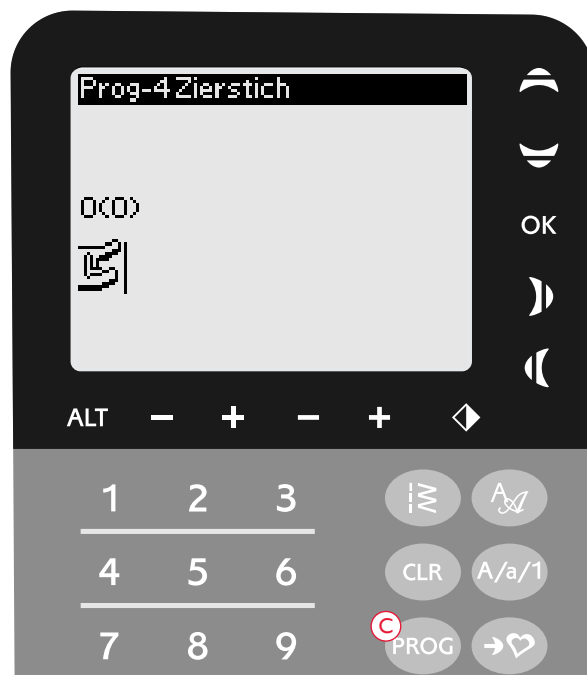 Prog-4 Zierstich
0(0)
OK
ALT - + - +
1 2 3
A
4 5 6 CLR A/a/1
C
7 8 9 PROG